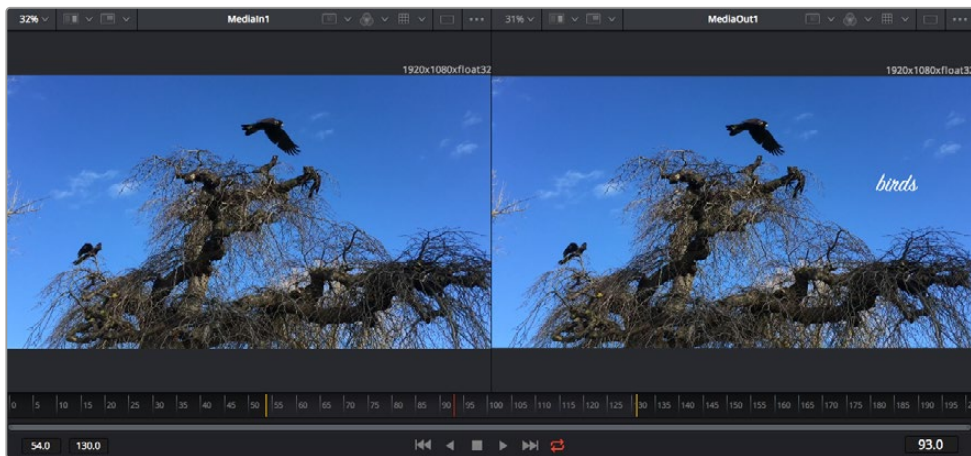 32% MediaIn1 31% MediaOut1
1920x1080xfloat32 1920x1080xfloat32
birds
0 5 10 15 20 25 30 35 40 45 50 55 60 65 70 75 80 85 90 95 100 105 110 115 120 125 130 135 140 145 150 155 160 165 170 175 180 185 190 195
54.0 130.0 93.0